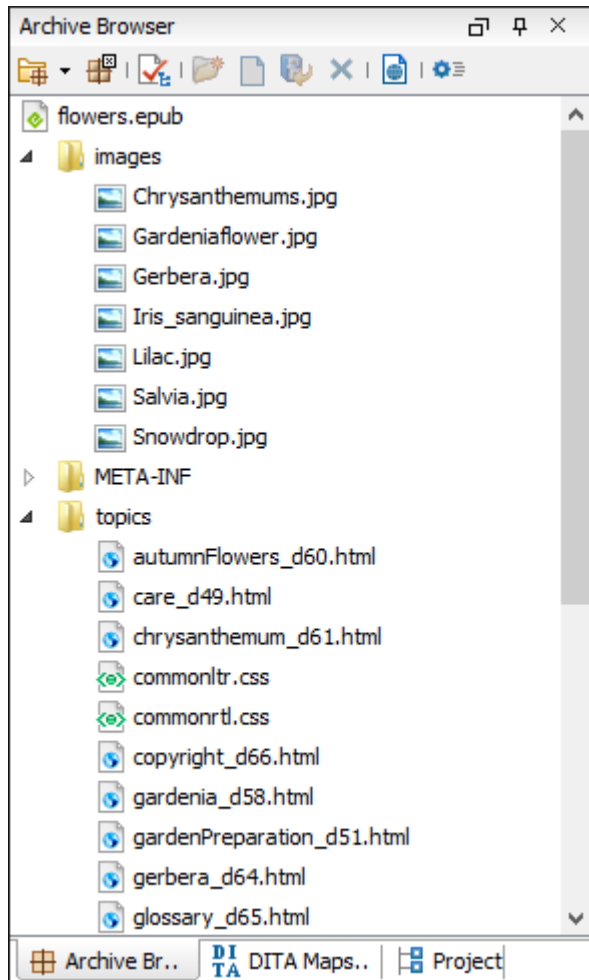 Archive Browser
flowers.epub
images
Chrysanthemums.jpg
Gardeniaflower.jpg
Gerbera.jpg
Iris_sanguinea.jpg
Lilac.jpg
Salvia.jpg
Snowdrop.jpg
META-INF
topics
autumnFlowers_d60.html
care_d49.html
chrysanthemum_d61.html
commonltr.css
commonrtl.css
copyright_d66.html
gardenia_d58.html
gardenPreparation_d51.html
gerbera_d64.html
glossary_d65.html
Archive Br.. DITA DITA Maps.. Project